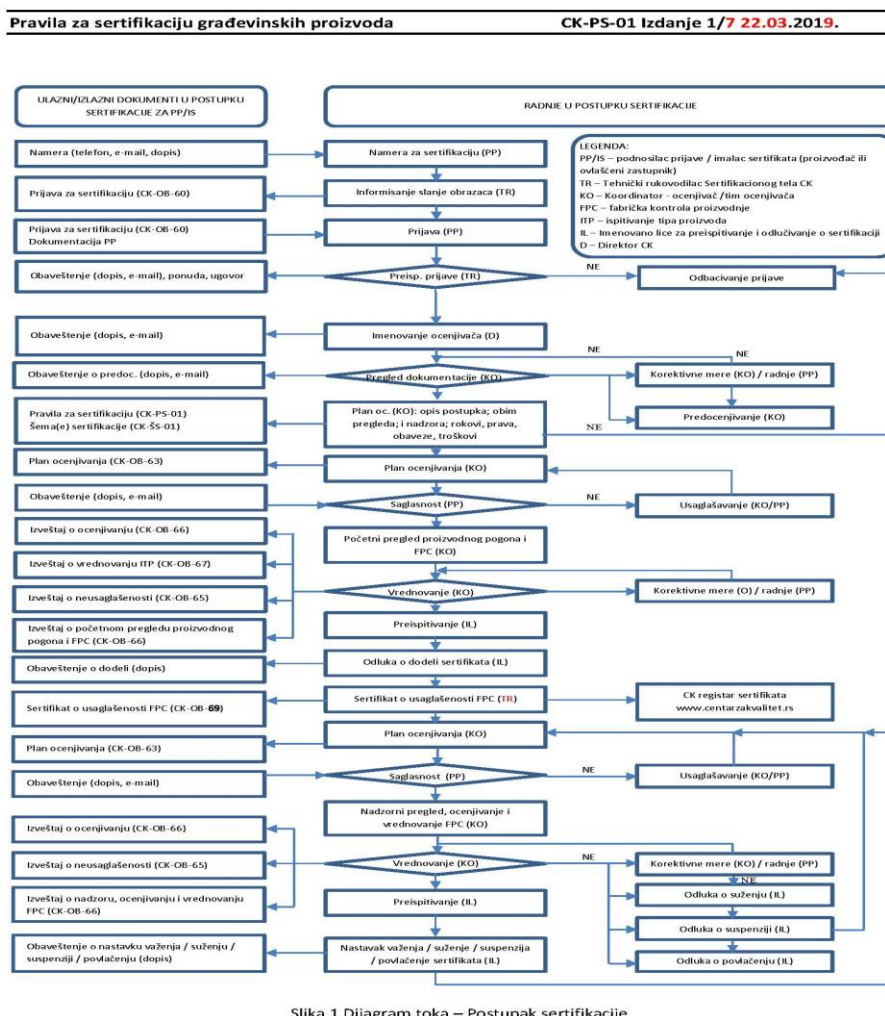 Pravila za sertifikaciju građevinskih proizvoda CK-PS-01 Izdanje 1/7 22.03.2019.
ULAZNI/IZLAZNI DOKUMENTI U POSTUPKU
SERTIFIKACIJE ZA PP/IS
RADNJE U POSTUPKU SERTIFIKACIJE
LEGENDA:
PP/IS – podnosilac prijave / imalac sertifikata (proizvođač ili
ovlašćeni zastupnik)
TR – Tehnički rukovodilac Sertifikacionog tela CK
KO – Koordinator - ocenjivač /tim ocenjivača
FPC – fabrička kontrola proizvodnje
ITP – ispitivanje tipa proizvoda
IL – Imenovano lice za preispitivanje i odlučivanje o sertifikaciji
D – Direktor CK
Namera (telefon, e-mail, dopis)
Namera za sertifikaciju (PP)
Prijava za sertifikaciju (CK-OB-60)
Informisanje slanje obrazaca (TR)
Prijava za sertifikaciju (CK-OB-60)
Dokumentacija PP
Prijava (PP)
Obaveštenje (dopis, e-mail), ponuda, ugovor
Preisp. prijave (TR)
NE
Odbacivanje prijave
Obaveštenje (dopis, e-mail)
Imenovanje ocenjivača (D)
NE
NE
Obaveštenje o predoc. (dopis, e-mail)
Pregled dokumentacije (KO)
Korektivne mere (KO) / radnje (PP)
Predocenjivanje (KO)
Pravila za sertifikaciju (CK-PS-01)
Šema(e) sertifikacije (CK-ŠS-01)
Plan oc. (KO): opis postupka; obim
pregleda; i nadzora; rokovi, prava,
obaveze, troškovi
NE
Plan ocenjivanja (CK-OB-63)
Plan ocenjivanja (KO)
Obaveštenje (dopis, e-mail)
Saglasnost (PP)
NE
Usaglašavanje (KO/PP)
Izveštaj o ocenjivanju (CK-OB-66)
Početni pregled proizvodnog pogona i
FPC (KO)
Izveštaj o vrednovanju ITP (CK-OB-67)
Izveštaj o neusaglašenosti (CK-OB-65)
Vrednovanje (KO)
NE
Korektivne mere (O) / radnje (PP)
Izveštaj o početnom pregledu proizvodnog
pogona i FPC (CK-OB-66)
Preispitivanje (IL)
Obaveštenje o dodeli (dopis)
Odluka o dodeli sertifikata (IL)
Sertifikat o usaglašenosti FPC (CK-OB-69)
Sertifikat o usaglašenosti FPC (TR)
CK registar sertifikata
www.centarzakvalitet.rs
Plan ocenjivanja (CK-OB-63)
Plan ocenjivanja (KO)
Obaveštenje (dopis, e-mail)
Saglasnost (PP)
NE
Usaglašavanje (KO/PP)
Nadzorni pregled, ocenjivanje i
vrednovanje FPC (KO)
Izveštaj o ocenjivanju (CK-OB-66)
Izveštaj o neusaglašenosti (CK-OB-65)
Vrednovanje (KO)
NE
Korektivne mere (KO) / radnje (PP)
NE
Odluka o suženju (IL)
Izveštaj o nadzoru, ocenjivanju i vrednovanju
FPC (CK-OB-66)
Preispitivanje (IL)
Odluka o suspenziji (IL)
Obaveštenje o nastavku važenja / suženju /
suspenziji / povlačenju (dopis)
Nastavak važenja / suženje / suspenzija
/ povlačenje sertifikata (IL)
Odluka o povlačenju (IL)
Slika 1 Dijagram toka – Postupak sertifikacije